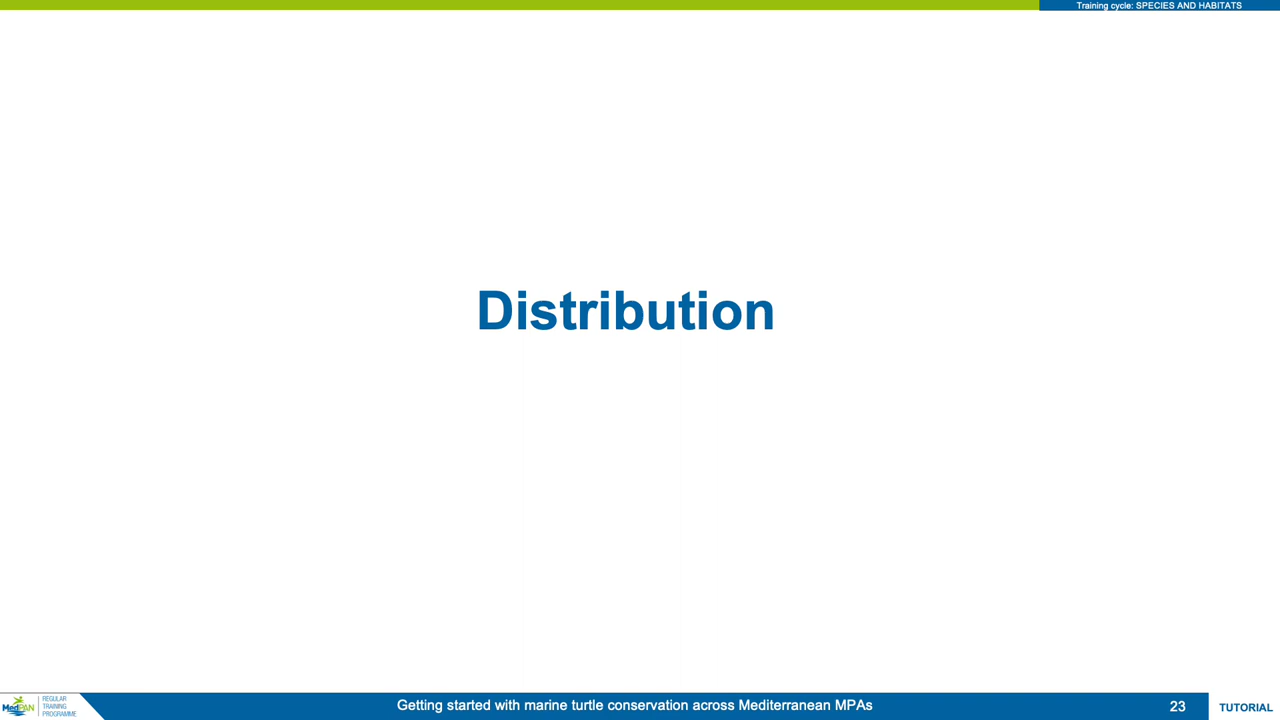 Training cycle: SPECIES AND HABITATS
Distribution
MedPAN
REGULAR
TRAINING
PROGRAMME
Getting started with marine turtle conservation across Mediterranean MPAs
23
TUTORIAL